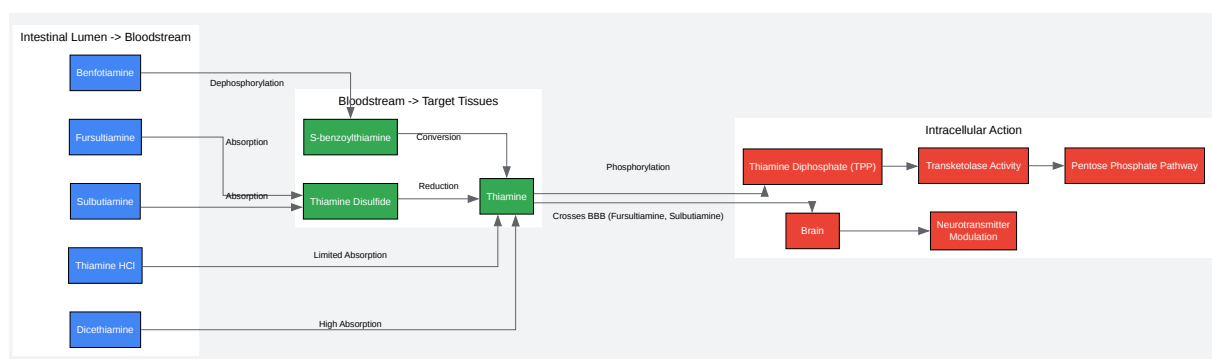 Intestinal Lumen -> Bloodstream
Benfotiamine
Dephosphorylation
Bloodstream -> Target Tissues
Fursultiamine
Absorption
S-benzoylthiamine
Conversion
Intracellular Action
Phosphorylation
Thiamine Diphosphate (TPP)
Transketolase Activity
Pentose Phosphate Pathway
Sulbutiamine
Absorption
Thiamine Disulfide
Reduction
Thiamine
Crosses BBB (Fursultiamine, Sulbutiamine)
Brain
Neurotransmitter
Modulation
Thiamine HCl
Limited Absorption
Dicethiamine
High Absorption